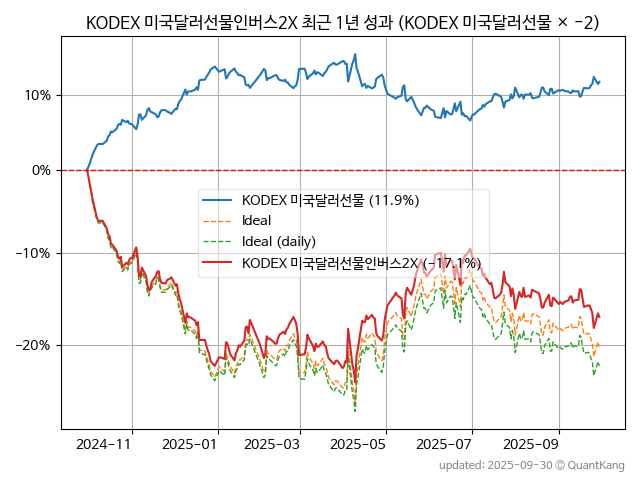 KODEX 미국달러선물인버스2X 최근 1년 성과 (KODEX 미국달러선물 × −2)
10%
0%
−10%
−20%
KODEX 미국달러선물 (11.9%)
Ideal
Ideal (daily)
KODEX 미국달러선물인버스2X (−17.1%)
2024−11 2025−01 2025−03 2025−05 2025−07 2025−09
updated: 2025-09-30 © QuantKang